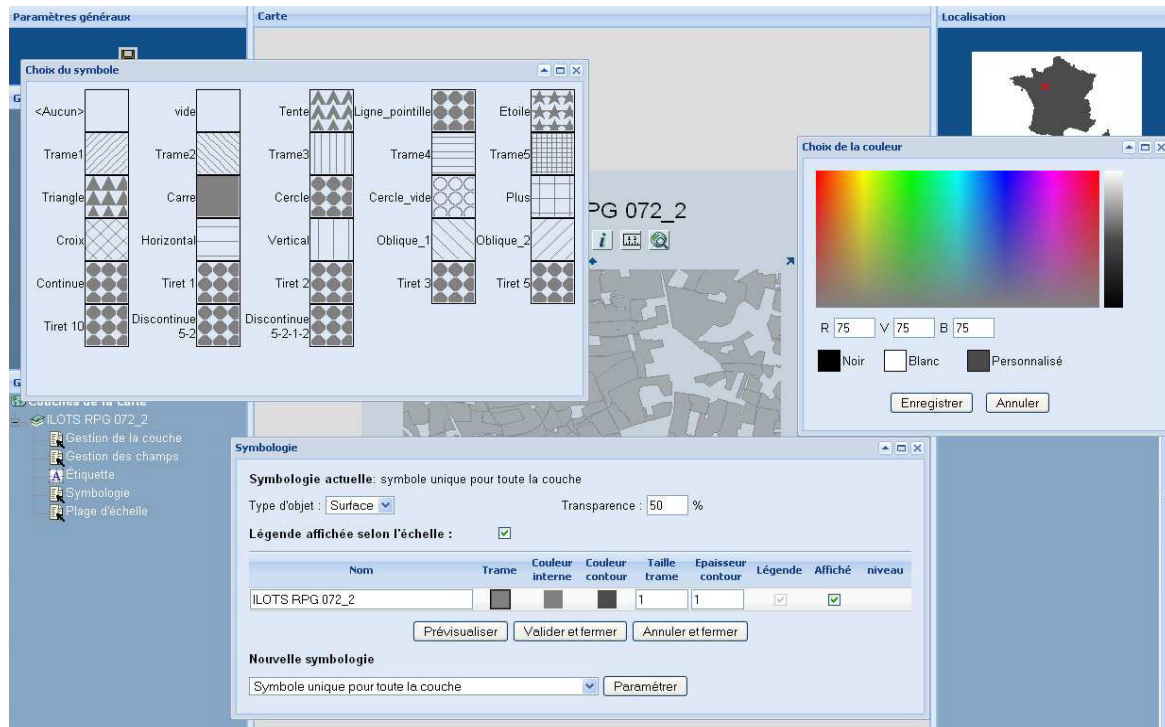 Paramètres généraux
Carte
Localisation
Choix du symbole
<Aucun> vide Tente Ligne_pointille Etoile
Trame1 Trame2 Trame3 Trame4 Trame5
Triangle Carre Cercle Cercle_vide Plus
Croix Horizontal Vertical Oblique_1 Oblique_2
Continue Tiret 1 Tiret 2 Tiret 3 Tiret 5
Tiret 10 Discontinue 5-2 Discontinue 5-2-1-2
G
G
PG 072_2
Choix de la couleur
R 75 V 75 B 75
Noir Blanc Personnalisé
Enregistrer Annuler
Couches de la carte
ILOTS RPG 072_2
Gestion de la couche
Gestion des champs
Étiquette
Symbologie
Plage d'échelle
Symbologie
Symbologie actuelle: symbole unique pour toute la couche
Type d'objet : Surface Transparence : 50 %
Légende affichée selon l'échelle :
Nom Trame Couleur interne Couleur contour Taille trame Epaisseur contour Légende Affiché niveau
ILOTS RPG 072_2 1 1
Prévisualiser Valider et fermer Annuler et fermer
Nouvelle symbologie
Symbole unique pour toute la couche Paramétrer